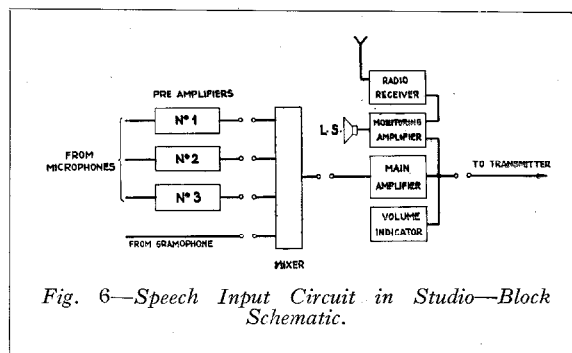 RADIO
RECEIVER
PRE AMPLIFIERS
Nº 1
L.S.
MONITORING
AMPLIFIER
FROM
MICROPHONES
Nº 2
MAIN
AMPLIFIER
TO TRANSMITTER
Nº 3
VOLUME
INDICATOR
FROM GRAMOPHONE
MIXER
Fig. 6—Speech Input Circuit in Studio—Block
Schematic.